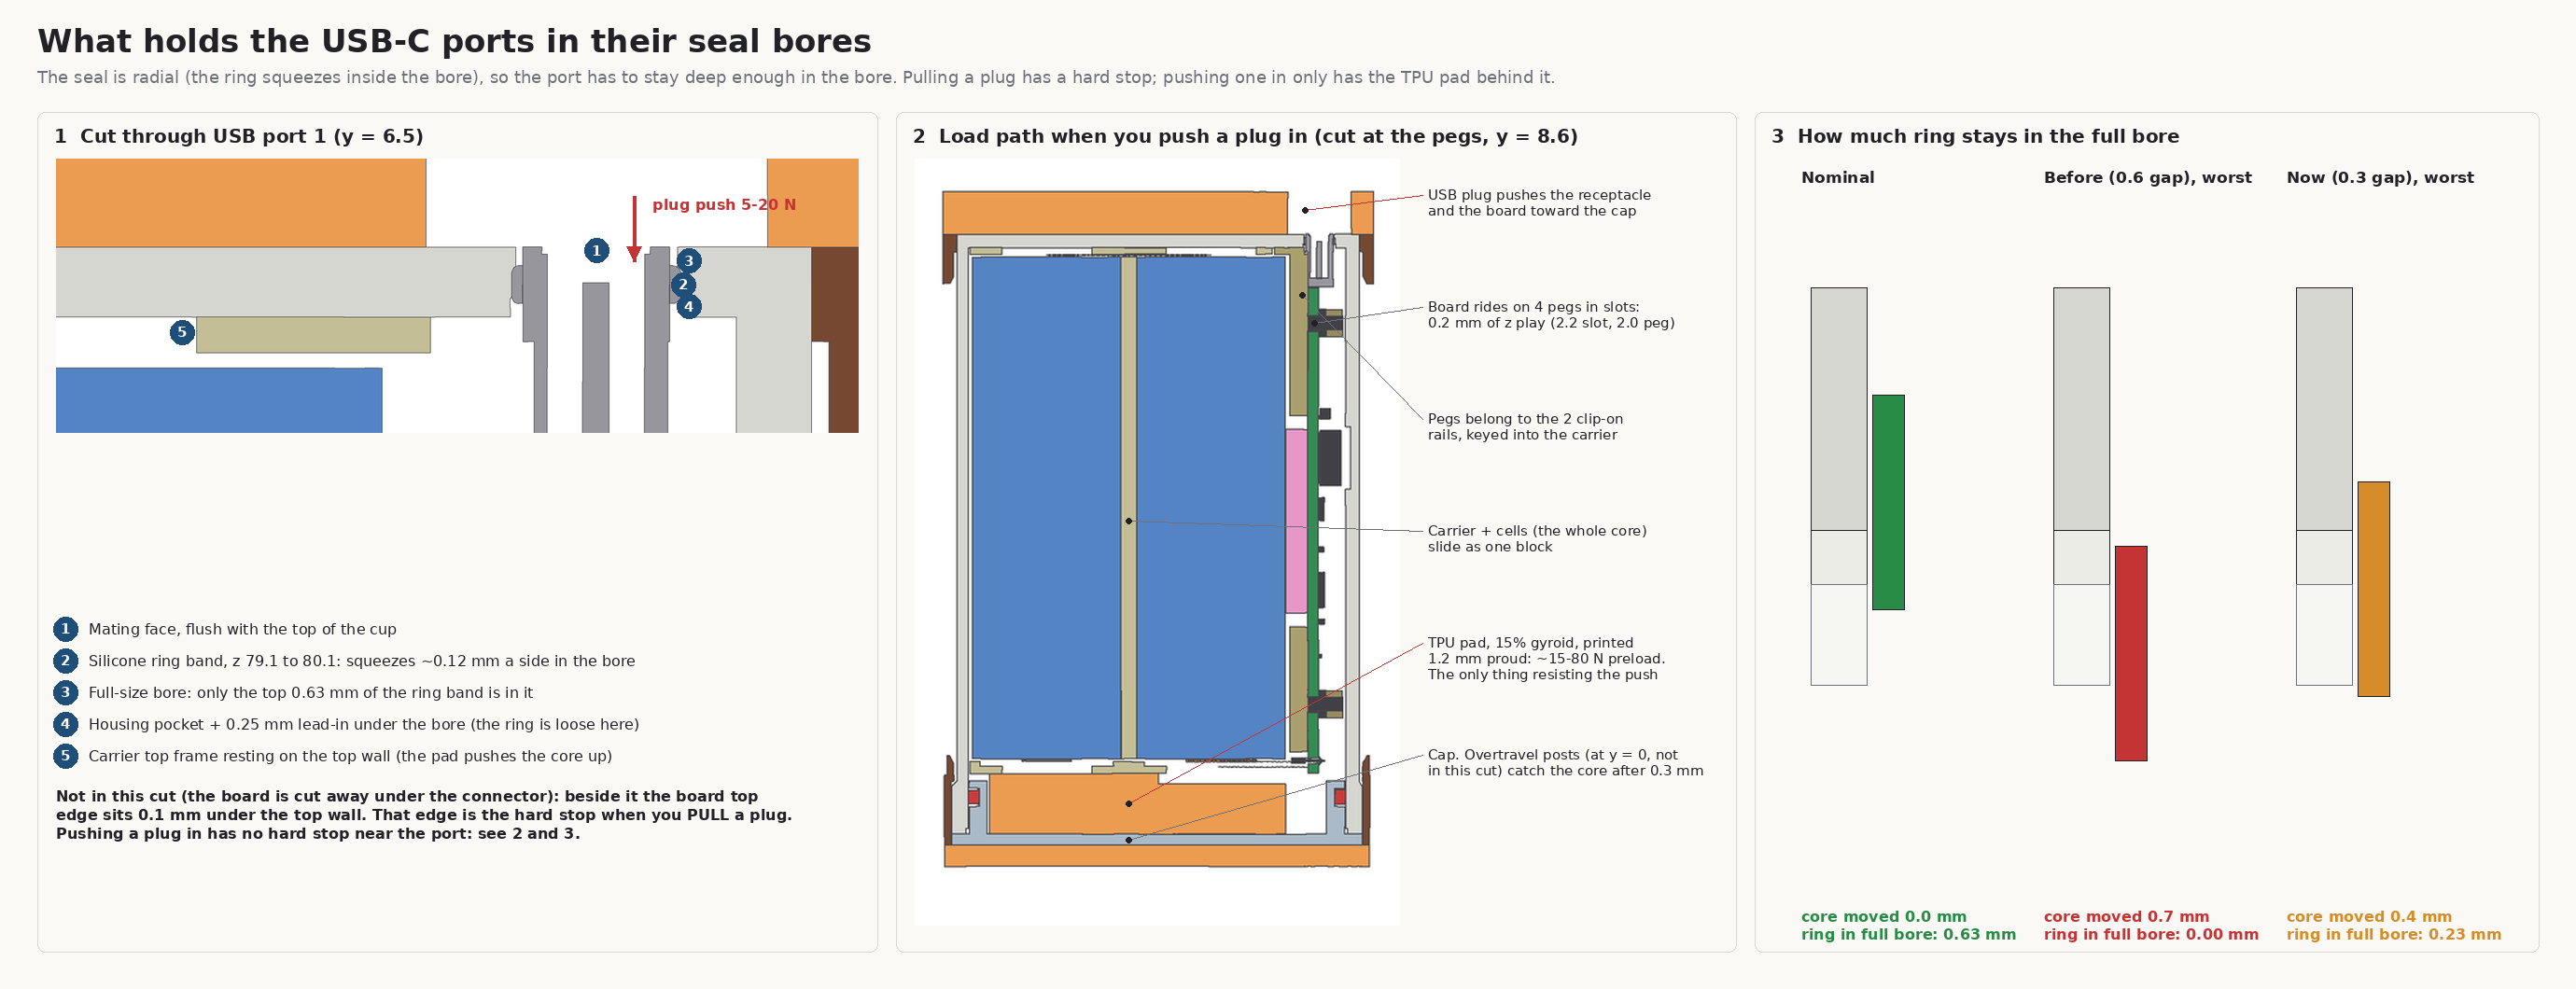 What holds the USB-C ports in their seal bores
The seal is radial (the ring squeezes inside the bore), so the port has to stay deep enough in the bore. Pulling a plug has a hard stop; pushing one in only has the TPU pad behind it.
1 Cut through USB port 1 (y = 6.5)
plug push 5-20 N
1
3
2
4
5
1 Mating face, flush with the top of the cup
2 Silicone ring band, z 79.1 to 80.1: squeezes ~0.12 mm a side in the bore
3 Full-size bore: only the top 0.63 mm of the ring band is in it
4 Housing pocket + 0.25 mm lead-in under the bore (the ring is loose here)
5 Carrier top frame resting on the top wall (the pad pushes the core up)
Not in this cut (the board is cut away under the connector): beside it the board top
edge sits 0.1 mm under the top wall. That edge is the hard stop when you PULL a plug.
Pushing a plug in has no hard stop near the port: see 2 and 3.
2 Load path when you push a plug in (cut at the pegs, y = 8.6)
USB plug pushes the receptacle
and the board toward the cap
Board rides on 4 pegs in slots:
0.2 mm of z play (2.2 slot, 2.0 peg)
Pegs belong to the 2 clip-on
rails, keyed into the carrier
Carrier + cells (the whole core)
slide as one block
TPU pad, 15% gyroid, printed
1.2 mm proud: ~15-80 N preload.
The only thing resisting the push
Cap. Overtravel posts (at y = 0, not
in this cut) catch the core after 0.3 mm
3 How much ring stays in the full bore
Nominal
Before (0.6 gap), worst
Now (0.3 gap), worst
core moved 0.0 mm
ring in full bore: 0.63 mm
core moved 0.7 mm
ring in full bore: 0.00 mm
core moved 0.4 mm
ring in full bore: 0.23 mm